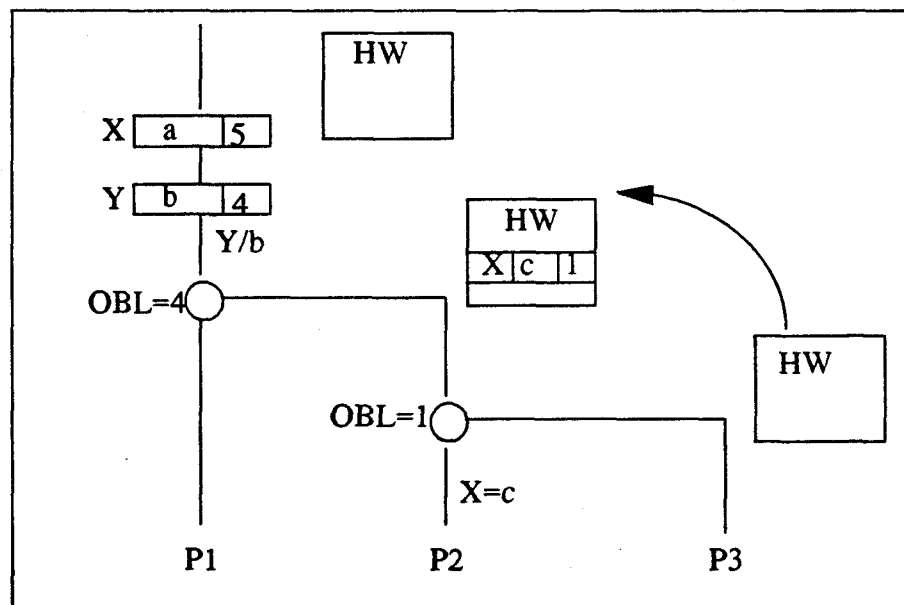 HW
X a 5
Y b 4
Y/b
HW
X c 1
OBL=4
HW
OBL=1
X=c
P1 P2 P3